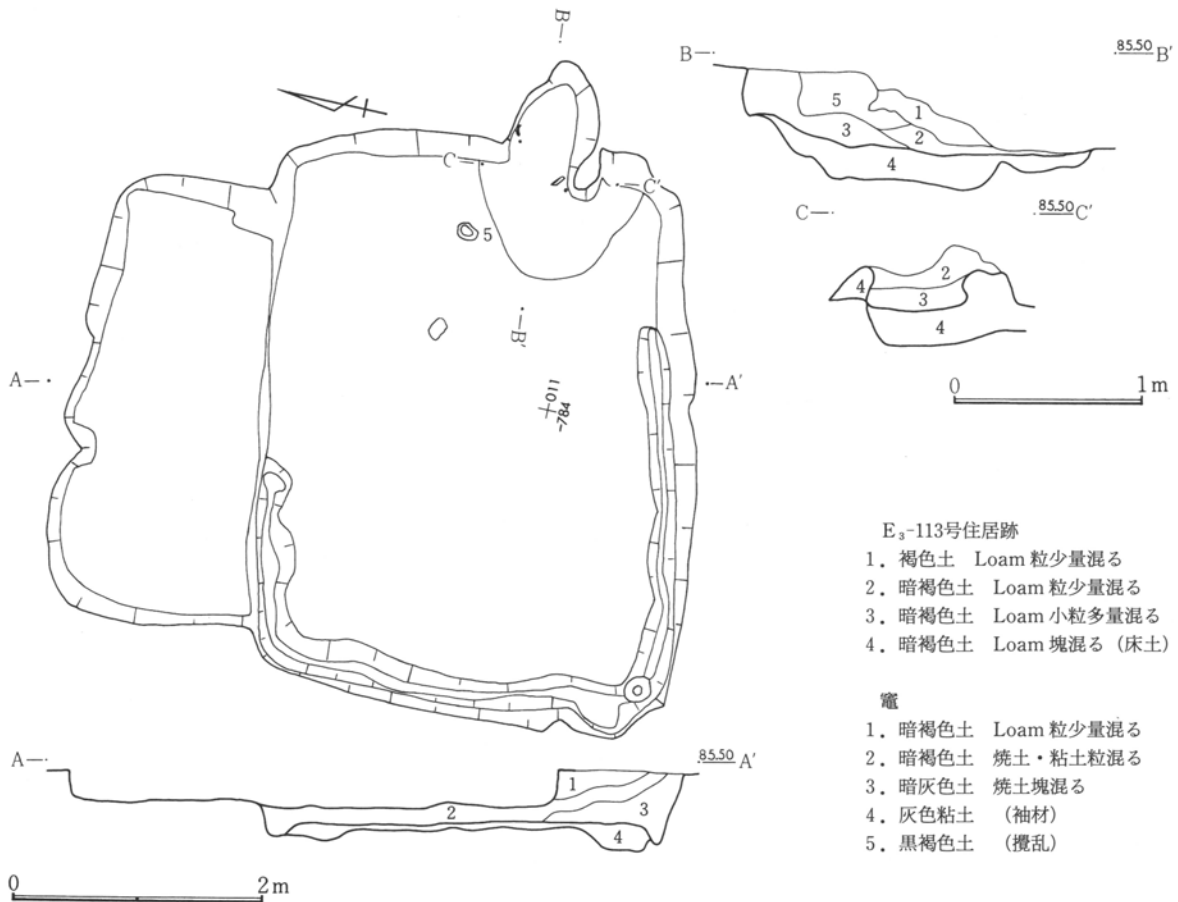 B—・
B—・
85.50 B′
5
1
3
2
4
C—・
・—C′
C—・
85.50 C′
5
2
4
3
4
・—B′
A—・
・—A′
+011
-784
0 1m
E₃-113号住居跡
1．褐色土 Loam 粒少量混る
2．暗褐色土 Loam 粒少量混る
3．暗褐色土 Loam 小粒多量混る
4．暗褐色土 Loam 塊混る（床土）
竈
1．暗褐色土 Loam 粒少量混る
2．暗褐色土 焼土・粘土粒混る
3．暗灰色土 焼土塊混る
4．灰色粘土 （袖材）
5．黒褐色土 （攪乱）
A—・
85.50 A′
1
2
3
4
0 2m